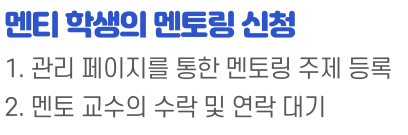 멘티 학생의 멘토링 신청
1. 관리 페이지를 통한 멘토링 주제 등록
2. 멘토 교수의 수락 및 연락 대기